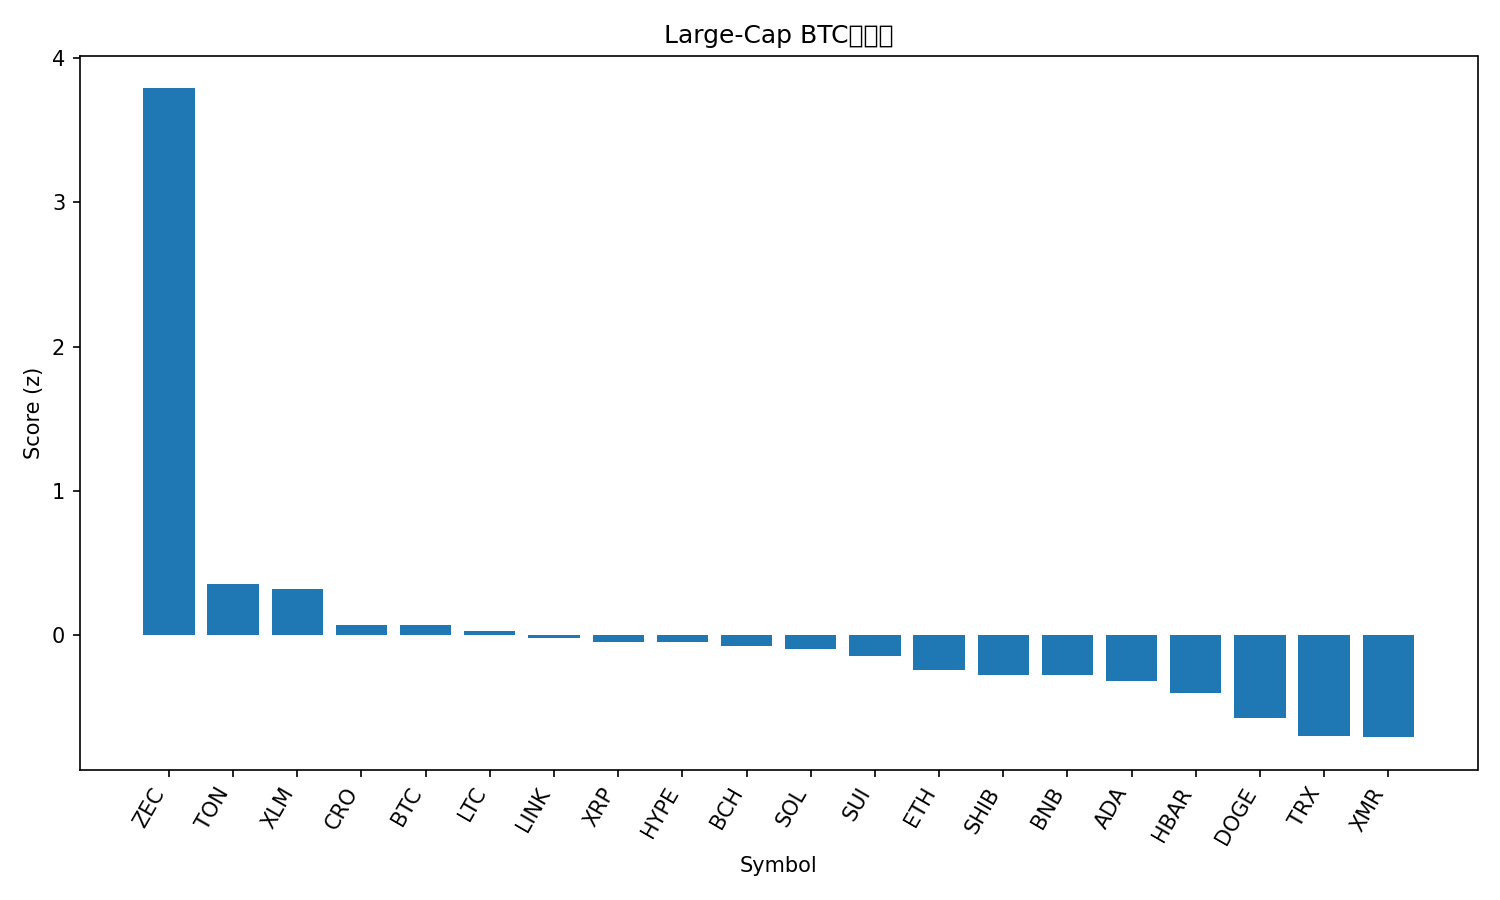 Large-Cap BTC
4
3
2
1
0
Score (z)
ZEC
TON
XLM
CRO
BTC
LTC
LINK
XRP
HYPE
BCH
SOL
SUI
ETH
SHIB
BNB
ADA
HBAR
DOGE
TRX
XMR
Symbol